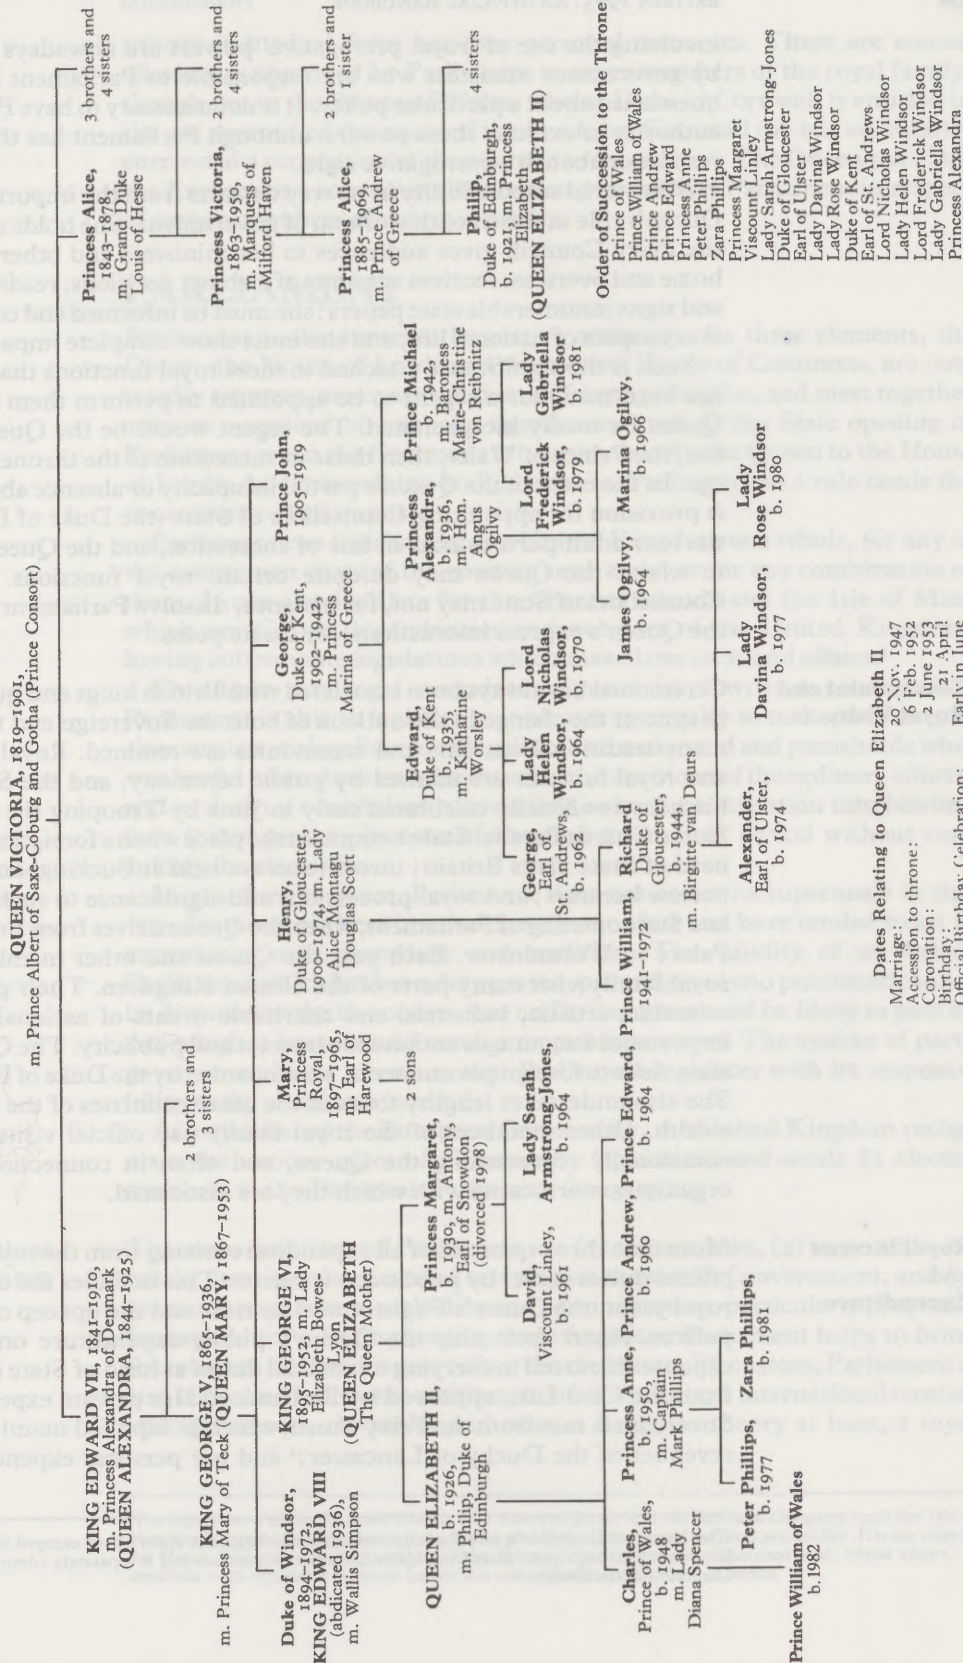 QUEEN VICTORIA, 1819–1901,
m. Prince Albert of Saxe-Coburg and Gotha (Prince Consort)
KING EDWARD VII, 1841–1910,
m. Princess Alexandra of Denmark
(QUEEN ALEXANDRA, 1844–1925)
Princess Alice,
1843–1878,
m. Grand Duke
Louis of Hesse
3 brothers and
4 sisters
KING GEORGE V, 1865–1936
m. Princess Mary of Teck (QUEEN MARY, 1867–1953)
2 brothers and
3 sisters
Princess Victoria,
1863–1950,
m. Marquess of
Milford Haven
2 brothers and
4 sisters
Duke of Windsor,
1894–1972,
KING EDWARD VIII
(abdicated 1936),
m. Wallis Simpson
KING GEORGE VI,
1895–1952, m. Lady
Elizabeth Bowes-
Lyon
(QUEEN ELIZABETH
The Queen Mother)
Mary,
Princess
Royal,
1897–1965,
m. Earl of
Harewood
2
sons
Henry,
Duke of Gloucester,
1900–1974, m. Lady
Alice Montagu
Douglas Scott
George,
Duke of Kent,
1902–1942,
m. Princess
Marina of Greece
Prince John,
1905–1919
Princess Alice,
1885–1969,
m. Prince Andrew
of Greece
2 brothers and
1 sister
QUEEN ELIZABETH II,
b. 1926,
m. Philip, Duke of
Edinburgh
Princess Margaret,
b. 1930, m. Antony,
Earl of Snowdon
(divorced 1978)
Edward,
Duke of Kent
b. 1935,
m. Katharine
Worsley
Princess
Alexandra,
b. 1936,
m. Hon.
Angus
Ogilvy
Prince Michael
b. 1942,
m. Baroness
Marie-Christine
von Reibnitz
Philip,
Duke of Edinburgh,
b. 1921, m. Princess
Elizabeth
(QUEEN ELIZABETH II)
4 sisters
David,
Viscount Linley,
b. 1961
Lady Sarah
Armstrong-Jones,
b. 1964
George,
Earl of
St. Andrews,
b. 1962
Lady
Helen
Windsor
b. 1964
Lord
Nicholas
Windsor,
b. 1970
Lord
Frederick
Windsor,
b. 1979
Lady
Gabriella
Windsor
b. 1981
Charles,
Prince of Wales,
b. 1948
m. Lady
Diana Spencer
Princess Anne,
b. 1950,
m. Captain
Mark Phillips
Prince Andrew,
b. 1960
Prince Edward,
b. 1964
Prince William,
1941–1972
Richard
Duke of
Gloucester,
b. 1944,
m. Birgitte van Deurs
James Ogilvy,
b. 1964
Marina Ogilvy,
b. 1966
Peter Phillips,
b. 1977
Zara Phillips,
b. 1981
Alexander,
Earl of Ulster,
b. 1974
Lady
Davina Windsor,
b. 1977
Lady
Rose Windsor
b. 1980
Prince William of Wales
b. 1982
Dates Relating to Queen Elizabeth II
Marriage: 20 Nov. 1947
Accession to throne: 6 Feb. 1952
Coronation: 2 June 1953
Birthday: 21 April
Official Birthday Celebration: Early in June
Order of Succession to the Throne
Prince of Wales
Prince William of Wales
Prince Andrew
Prince Edward
Princess Anne
Peter Phillips
Zara Phillips
Princess Margaret
Viscount Linley
Lady Sarah Armstrong-Jones
Duke of Gloucester
Earl of Ulster
Lady Davina Windsor
Lady Rose Windsor
Duke of Kent
Earl of St. Andrews
Lord Nicholas Windsor
Lady Helen Windsor
Lord Frederick Windsor
Lady Gabriella Windsor
Princess Alexandra